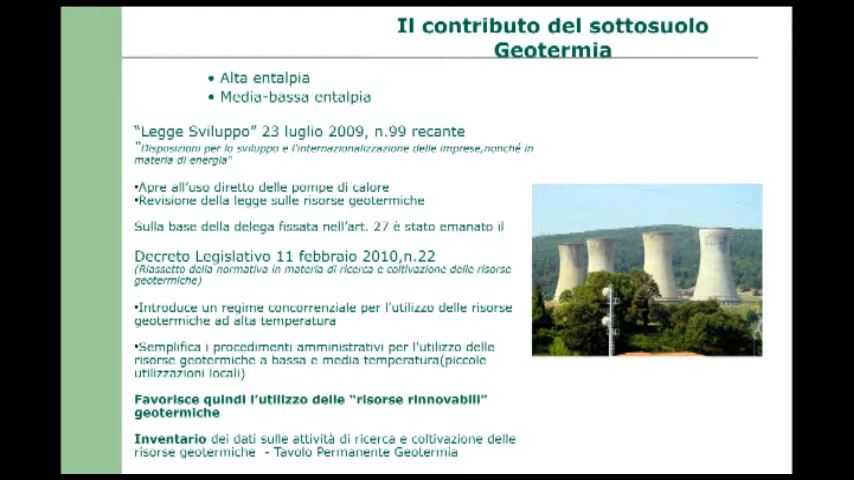 Il contributo del sottosuolo
Geotermia
• Alta entalpia
• Media-bassa entalpia
“Legge Sviluppo” 23 luglio 2009, n.99 recante
"Disposizioni per lo sviluppo e l'internazionalizzazione delle imprese,nonché in
materia di energia"
•Apre all’uso diretto delle pompe di calore
•Revisione della legge sulle risorse geotermiche
Sulla base della delega fissata nell’art. 27 è stato emanato il
Decreto Legislativo 11 febbraio 2010,n.22
(Riassetto della normativa in materia di ricerca e coltivazione delle risorse
geotermiche)
•Introduce un regime concorrenziale per l'utilizzo delle risorse
geotermiche ad alta temperatura
•Semplifica i procedimenti amministrativi per l'utilizzo delle
risorse geotermiche a bassa e media temperatura(piccole
utilizzazioni locali)
Favorisce quindi l’utilizzo delle “risorse rinnovabili”
geotermiche
Inventario dei dati sulle attività di ricerca e coltivazione delle
risorse geotermiche - Tavolo Permanente Geotermia